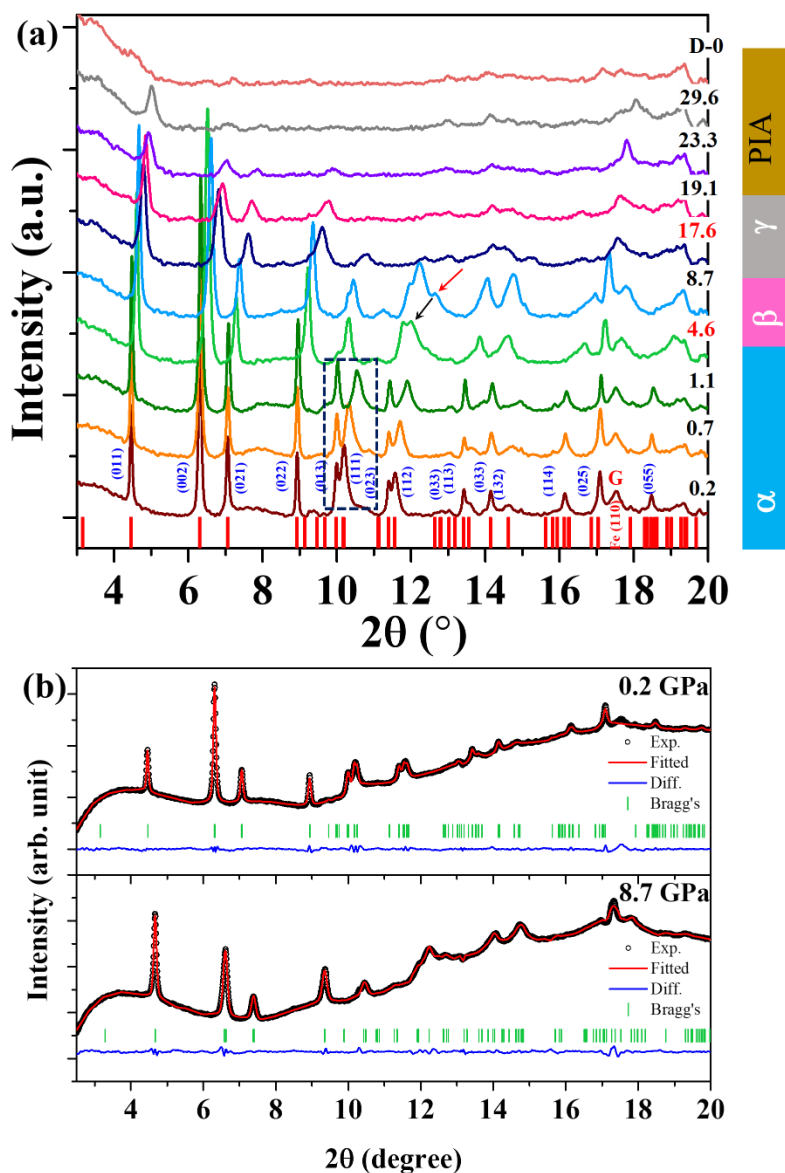 (a)
Intensity (a.u.)
D-0
29.6
23.3
19.1
17.6
8.7
4.6
1.1
0.7
0.2
PIA
γ
β
α
(011)
(002)
(021)
(022)
(013)
(111)
(023)
(112)
(033)
(113)
(033)
(132)
(114)
(025)
G
Fe (110)
(055)
4 6 8 10 12 14 16 18 20
2θ (°)
(b)
Intensity (arb. unit)
0.2 GPa
Exp.
Fitted
Diff.
Bragg's
8.7 GPa
Exp.
Fitted
Diff.
Bragg's
4 6 8 10 12 14 16 18 20
2θ (degree)